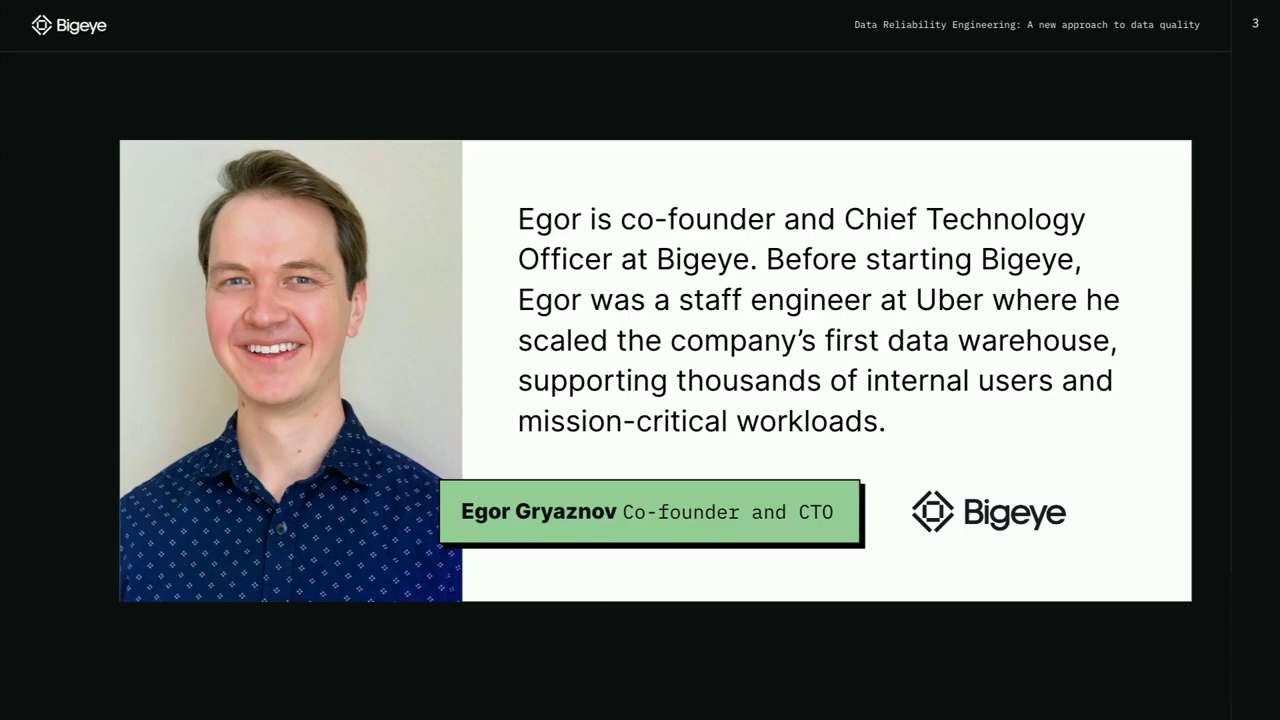 Bigeye
Data Reliability Engineering: A new approach to data quality
3
Egor is co-founder and Chief Technology
Officer at Bigeye. Before starting Bigeye,
Egor was a staff engineer at Uber where he
scaled the company’s first data warehouse,
supporting thousands of internal users and
mission-critical workloads.
Egor Gryaznov Co-founder and CTO
Bigeye